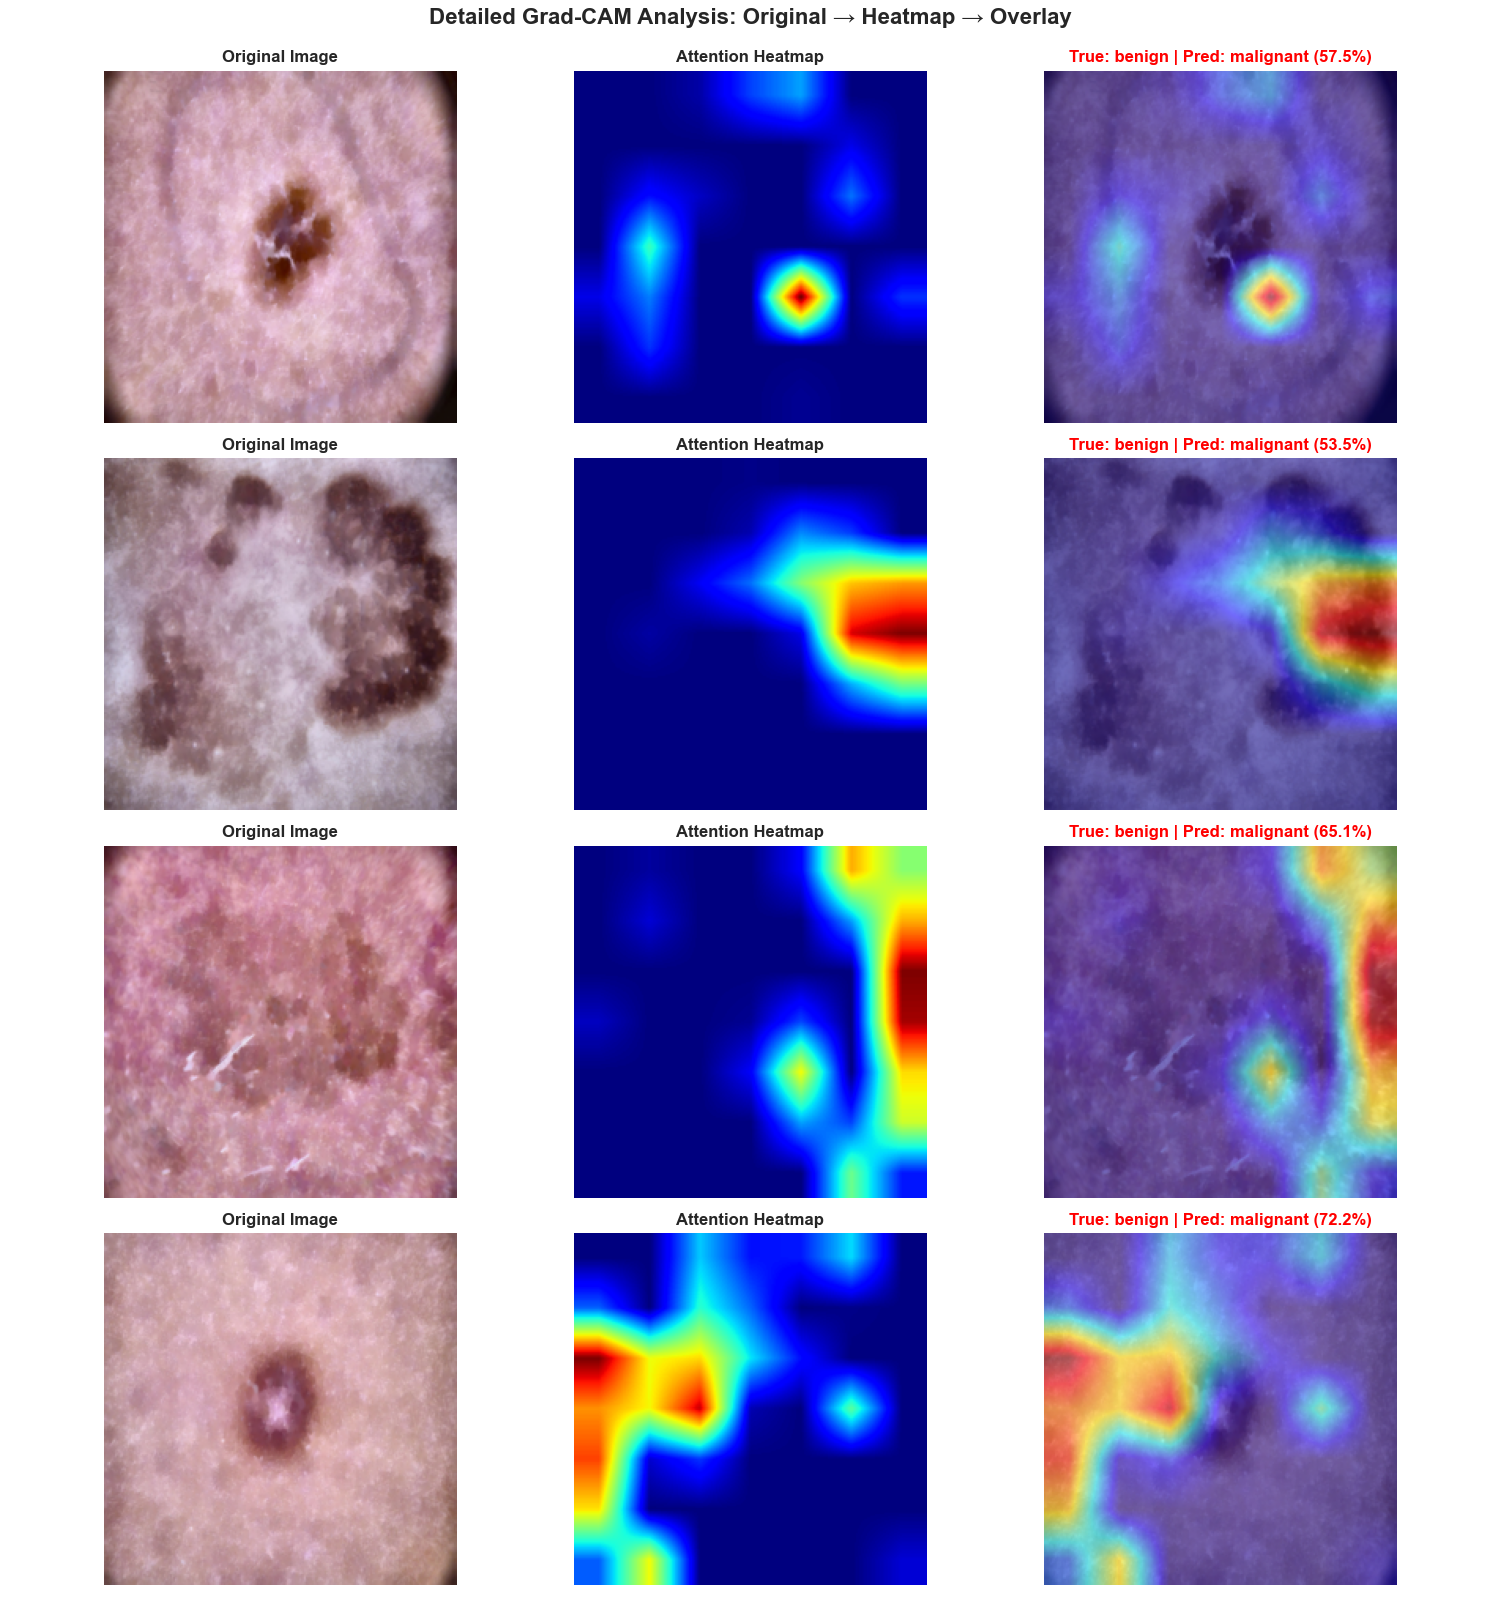 Detailed Grad-CAM Analysis: Original → Heatmap → Overlay
Original Image
Attention Heatmap
True: benign | Pred: malignant (57.5%)
Original Image
Attention Heatmap
True: benign | Pred: malignant (53.5%)
Original Image
Attention Heatmap
True: benign | Pred: malignant (65.1%)
Original Image
Attention Heatmap
True: benign | Pred: malignant (72.2%)